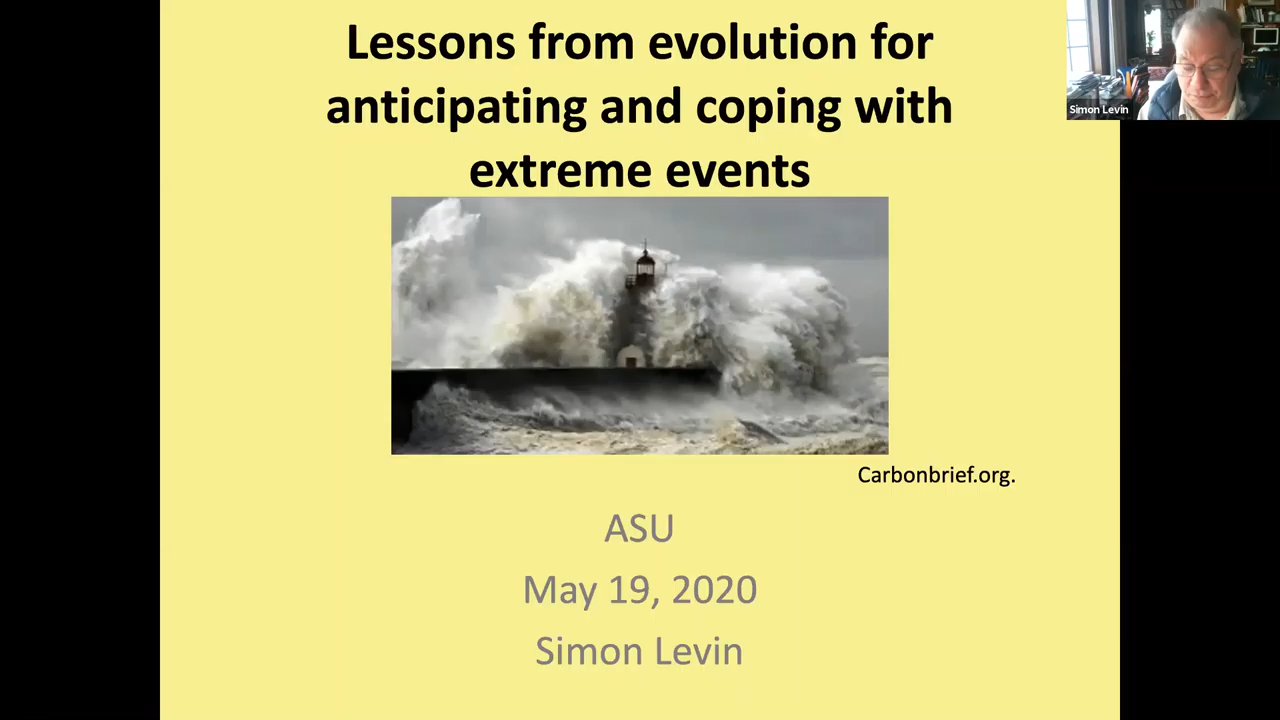 Lessons from evolution for
anticipating and coping with
extreme events
Simon Levin
Carbonbrief.org.
ASU
May 19, 2020
Simon Levin